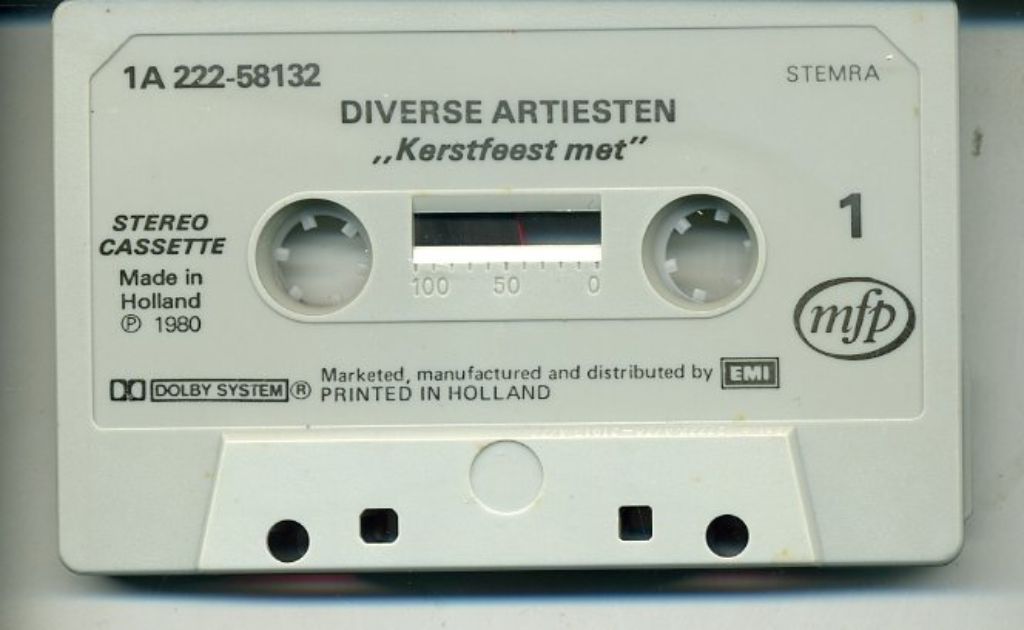 1A 222-58132
STEMRA
DIVERSE ARTIESTEN
„Kerstfeest met”
1
STEREO
CASSETTE
Made in
Holland
Ⓟ 1980
100 50 0
mfp
DOLBY SYSTEM ®
Marketed, manufactured and distributed by EMI
PRINTED IN HOLLAND